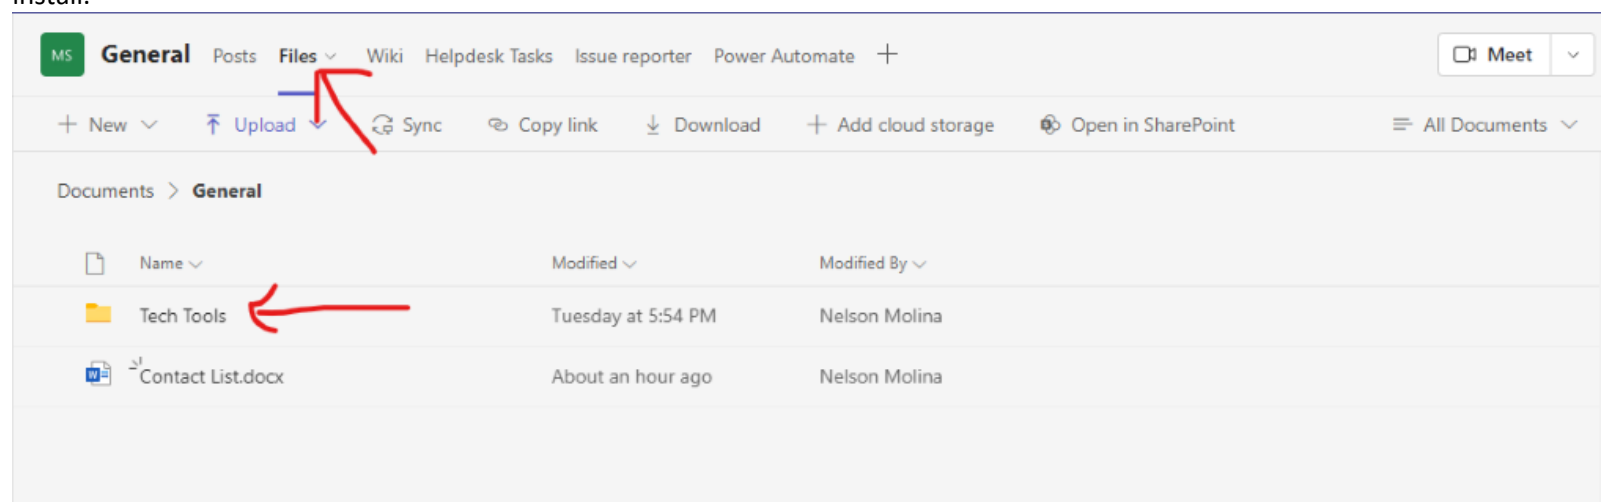 install.
MS General Posts Files Wiki Helpdesk Tasks Issue reporter Power Automate + Meet
+ New Upload Sync Copy link Download + Add cloud storage Open in SharePoint All Documents
Documents > General
Name Modified Modified By
Tech Tools Tuesday at 5:54 PM Nelson Molina
Contact List.docx About an hour ago Nelson Molina